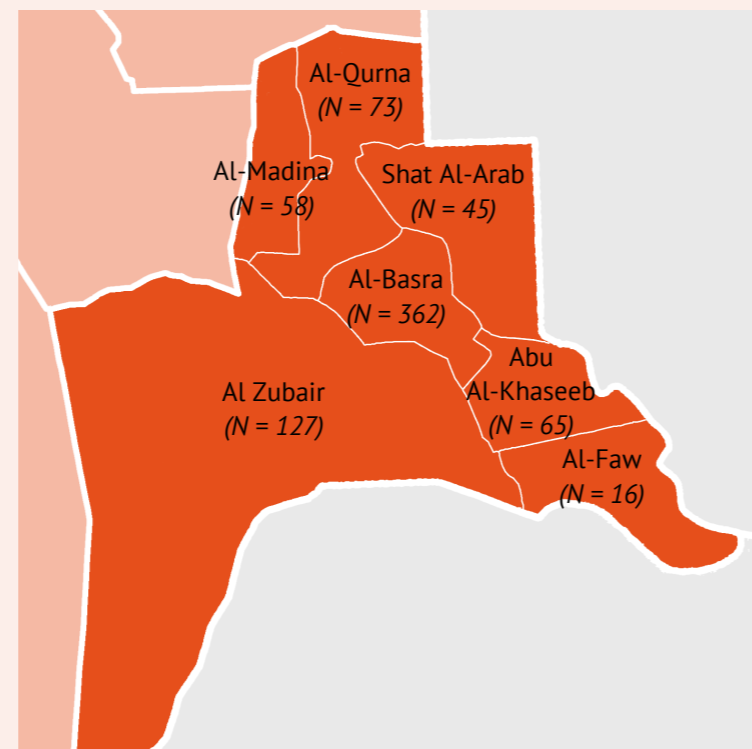 Al-Qurna
(N = 73)
Al-Madina
(N = 58)
Shat Al-Arab
(N = 45)
Al-Basra
(N = 362)
Abu
Al-Khaseeb
(N = 65)
Al Zubair
(N = 127)
Al-Faw
(N = 16)